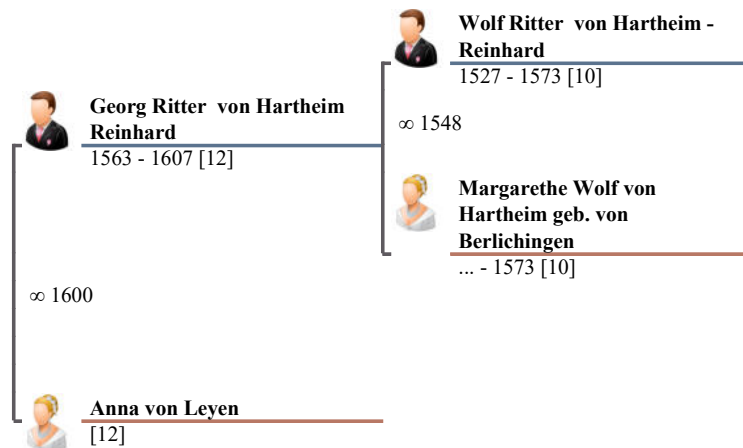 Wolf Ritter von Hartheim -
Reinhard
1527 - 1573 [10]
Georg Ritter von Hartheim
Reinhard
1563 - 1607 [12]
∞ 1548
Margarethe Wolf von
Hartheim geb. von
Berlichingen
... - 1573 [10]
∞ 1600
Anna von Leyen
[12]